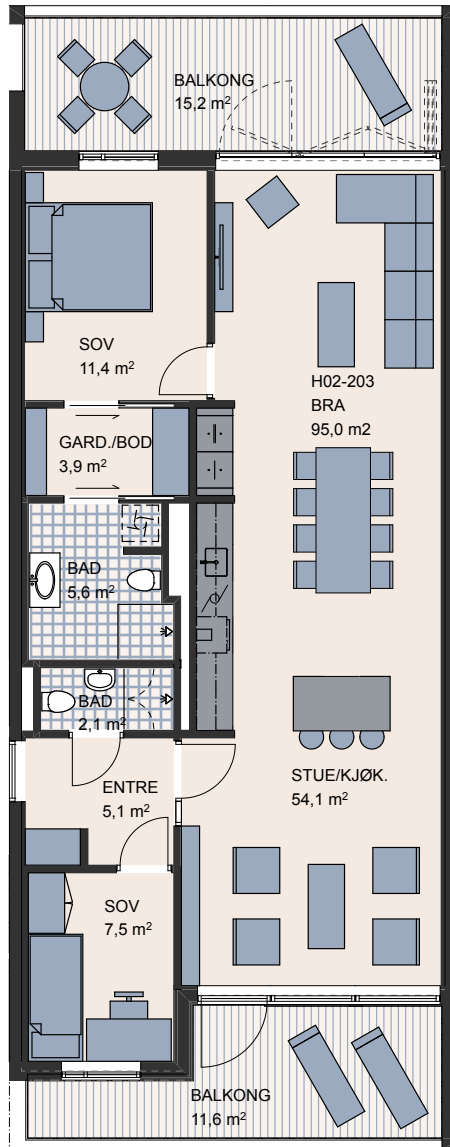 BALKONG
15,2 m²
SOV
11,4 m²
H02-203
BRA
95,0 m2
GARD./BOD
3,9 m²
BAD
5,6 m²
BAD
2,1 m²
ENTRE
5,1 m²
STUE/KJØK.
54,1 m²
SOV
7,5 m²
BALKONG
11,6 m²